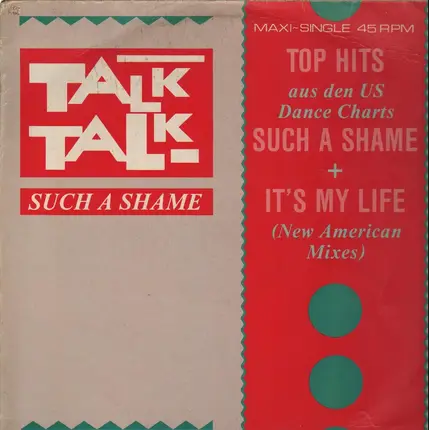 TALK
TALK
SUCH A SHAME
MAXI-SINGLE 45 RPM
TOP HITS
aus den US
Dance Charts
SUCH A SHAME
+
IT'S MY LIFE
(New American
Mixes)